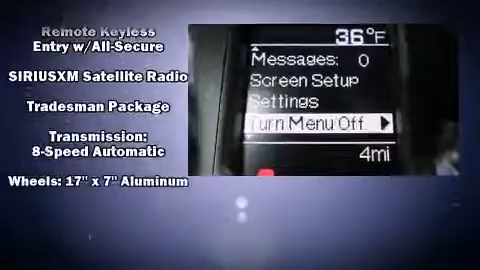 Remote Keyless
Entry w/All-Secure
SIRIUSXM Satellite Radio
Tradesman Package
Transmission:
8-Speed Automatic
Wheels: 17" x 7" Aluminum
36°F
Messages: 0
Screen Setup
Settings
Turn Menu Off
4mi